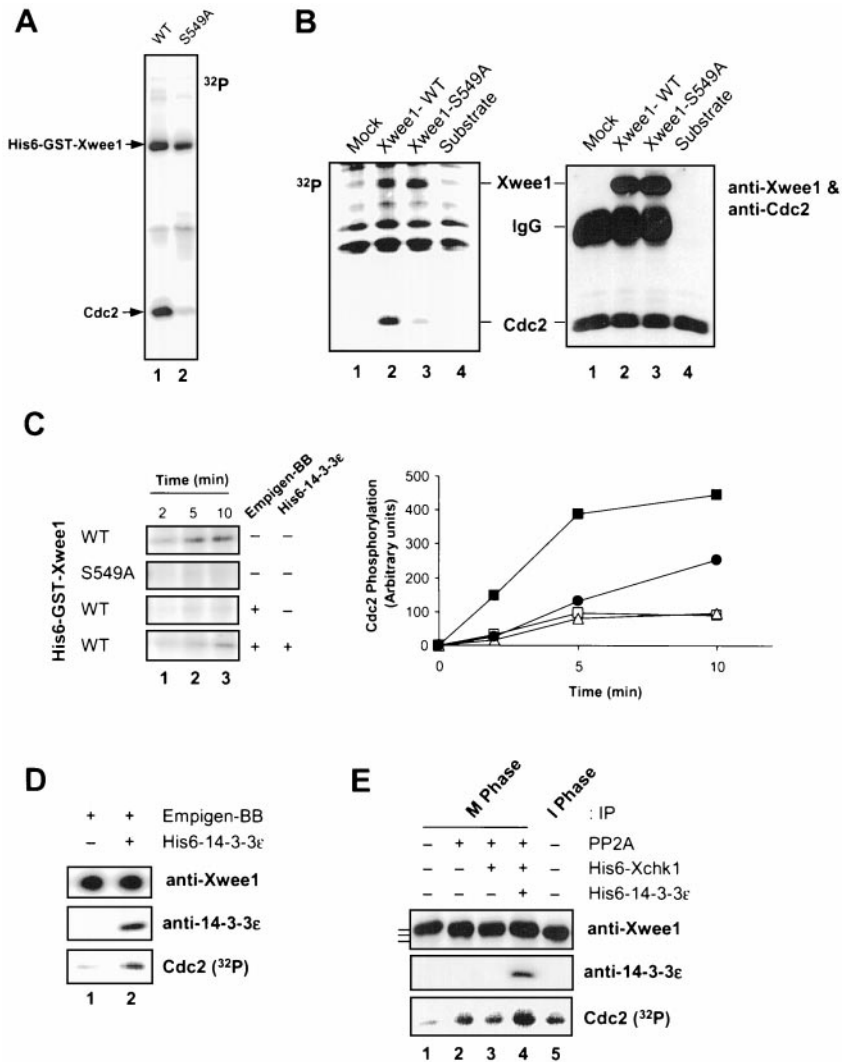 A
WT
S549A
32P
His6-GST-Xwee1
Cdc2
1 2
B
Mock
Xwee1- WT
Xwee1-S549A
Substrate
32P
Xwee1
IgG
Cdc2
1 2 3 4
Mock
Xwee1-WT
Xwee1-S549A
Substrate
anti-Xwee1 &
anti-Cdc2
1 2 3 4
C
His6-GST-Xwee1
Time (min)
2 5 10
Empigen-BB
His6-14-3-3ε
WT – –
S549A – –
WT + –
WT + +
1 2 3
Cdc2 Phosphorylation
(Arbitrary units)
500
400
300
200
100
0
0 5 10
Time (min)
D
+ + Empigen-BB
– + His6-14-3-3ε
anti-Xwee1
anti-14-3-3ε
Cdc2 (32P)
1 2
E
M Phase
I Phase
: IP
– + + + – PP2A
– – + + – His6-Xchk1
– – – + – His6-14-3-3ε
anti-Xwee1
anti-14-3-3ε
Cdc2 (32P)
1 2 3 4 5